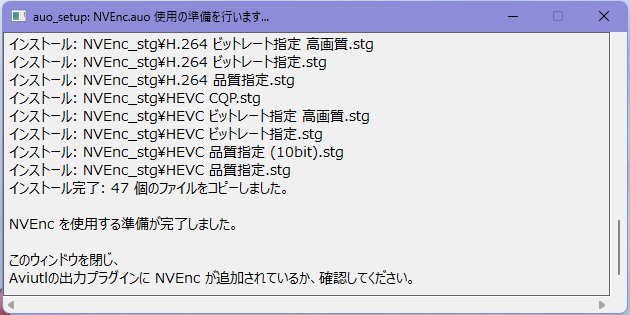 auo_setup: NVEnc.auo 使用の準備を行います...
インストール: NVEnc_stg¥H.264 ビットレート指定 高画質.stg
インストール: NVEnc_stg¥H.264 ビットレート指定.stg
インストール: NVEnc_stg¥H.264 品質指定.stg
インストール: NVEnc_stg¥HEVC CQP.stg
インストール: NVEnc_stg¥HEVC ビットレート指定 高画質.stg
インストール: NVEnc_stg¥HEVC ビットレート指定.stg
インストール: NVEnc_stg¥HEVC 品質指定 (10bit).stg
インストール: NVEnc_stg¥HEVC 品質指定.stg
インストール完了: 47 個のファイルをコピーしました。
NVEnc を使用する準備が完了しました。
このウィンドウを閉じ、
Aviutlの出力プラグインに NVEnc が追加されているか、確認してください。